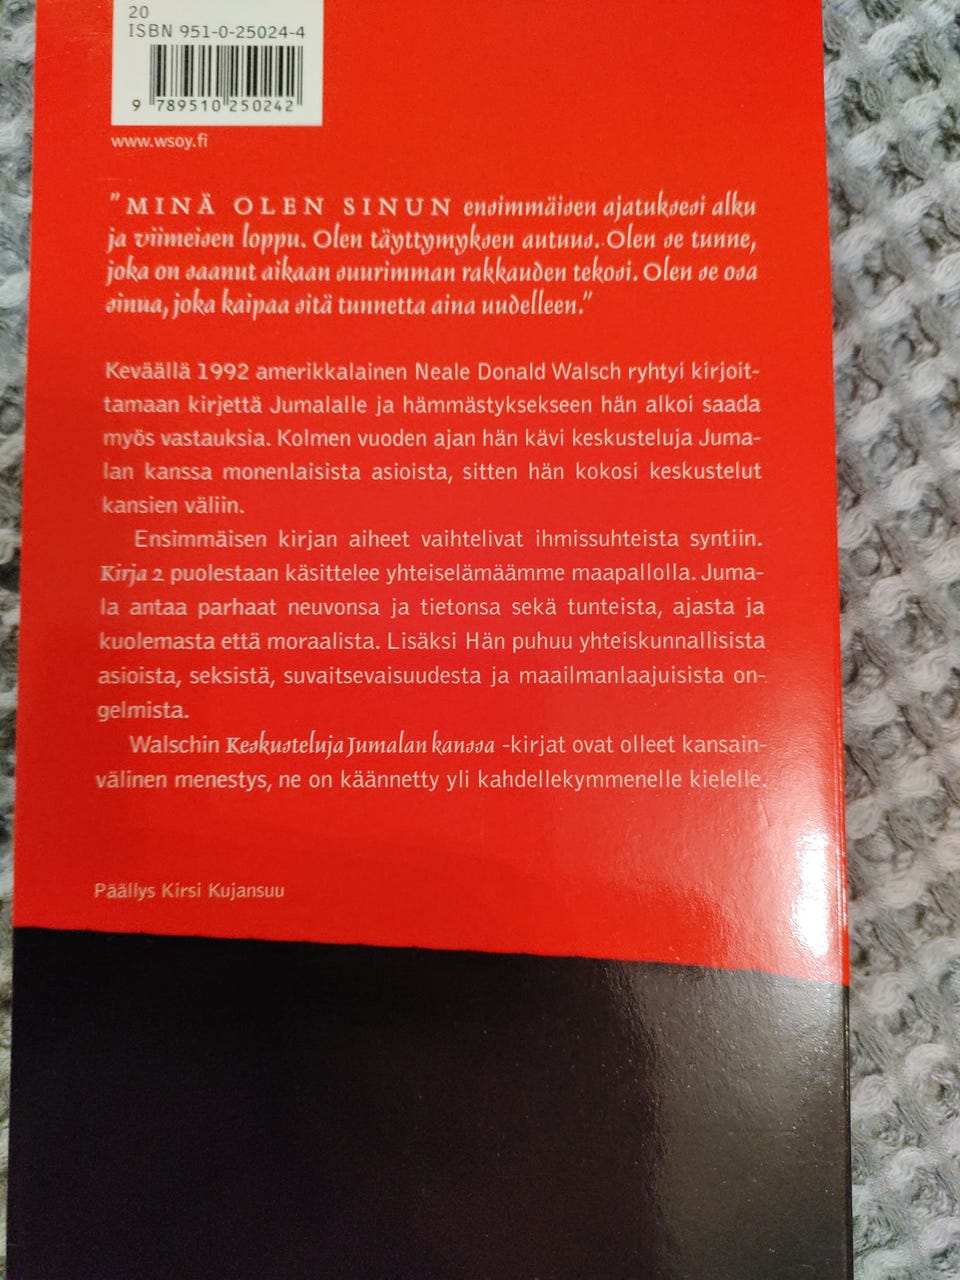 20
ISBN 951-0-25024-4
9 789510 250242
www.wsoy.fi
"MINÄ OLEN SINUN ensimmäisen ajatuksesi alku
ja viimeisen loppu. Olen täyttymyksen autuus. Olen se tunne,
joka on saanut aikaan suurimman rakkauden tekosi. Olen se osa
sinua, joka kaipaa sitä tunnetta aina uudelleen."
Keväällä 1992 amerikkalainen Neale Donald Walsch ryhtyi kirjoit-
tamaan kirjettä Jumalalle ja hämmästyksekseen hän alkoi saada
myös vastauksia. Kolmen vuoden ajan hän kävi keskusteluja Juma-
lan kanssa monenlaisista asioista, sitten hän kokosi keskustelut
kansien väliin.
Ensimmäisen kirjan aiheet vaihtelivat ihmissuhteista syntiin.
Kirja 2 puolestaan käsittelee yhteiselämäämme maapallolla. Juma-
la antaa parhaat neuvonsa ja tietonsa sekä tunteista, ajasta ja
kuolemasta että moraalista. Lisäksi Hän puhuu yhteiskunnallisista
asioista, seksistä, suvaitsevaisuudesta ja maailmanlaajuisista on-
gelmista.
Walschin Keskusteluja Jumalan kanssa -kirjat ovat olleet kansain-
välinen menestys, ne on käännetty yli kahdellekymmenelle kielelle.
Päällys Kirsi Kujansuu